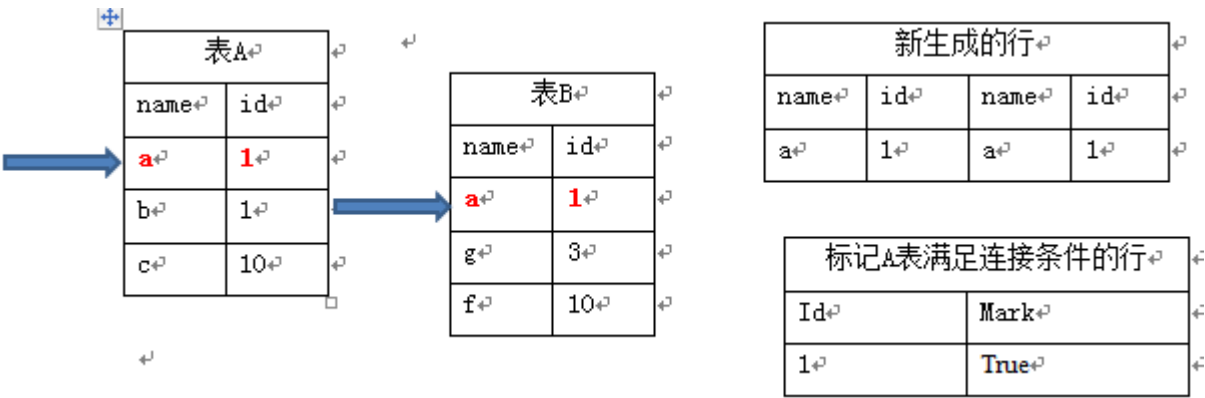 表A
name id
a 1
b 1
c 10
表B
name id
a 1
g 3
f 10
新生成的行
name id name id
a 1 a 1
标记A表满足连接条件的行
Id Mark
1 True